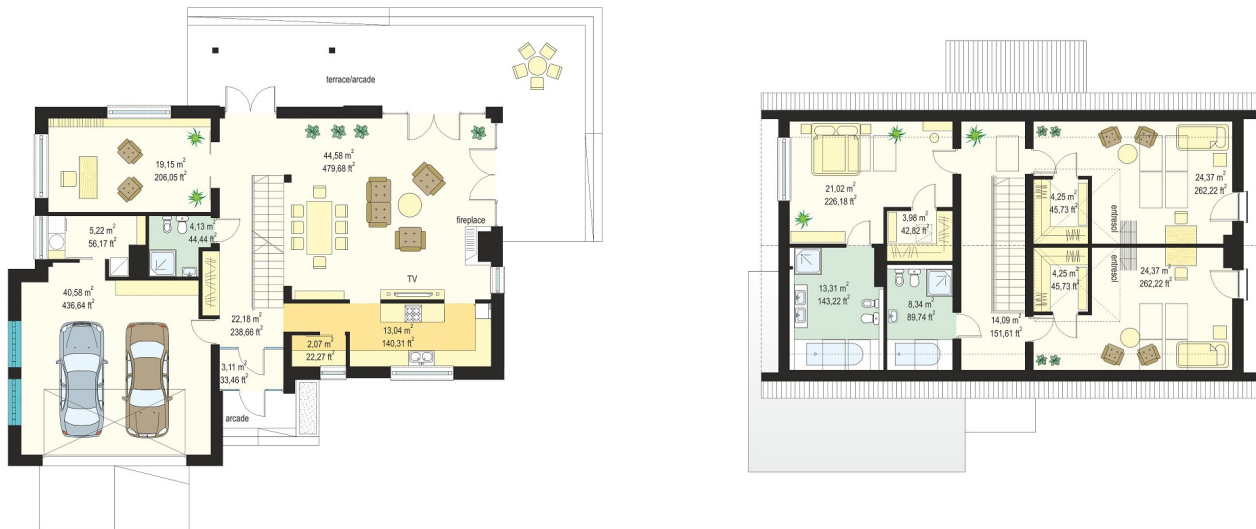 terrace/arcade
19,15 m²
206,05 ft²
44,58 m²
479,68 ft²
fireplace
5,22 m²
56,17 ft²
4,13 m²
44,44 ft²
TV
40,58 m²
436,64 ft²
22,18 m²
238,66 ft²
13,04 m²
140,31 ft²
2,07 m²
22,27 ft²
3,11 m²
33,46 ft²
arcade
21,02 m²
226,18 ft²
3,98 m²
42,82 ft²
4,25 m²
45,73 ft²
entresol
24,37 m²
262,22 ft²
13,31 m²
143,22 ft²
8,34 m²
89,74 ft²
14,09 m²
151,61 ft²
4,25 m²
45,73 ft²
entresol
24,37 m²
262,22 ft²